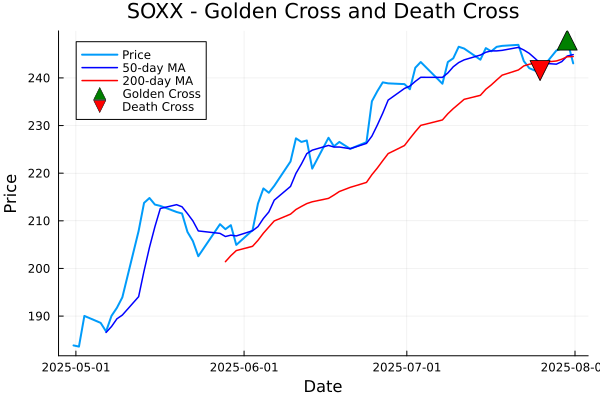 SOXX - Golden Cross and Death Cross
Price
50-day MA
200-day MA
Golden Cross
Death Cross
240
230
220
210
200
190
Price
2025-05-01
2025-06-01
2025-07-01
2025-08-0
Date